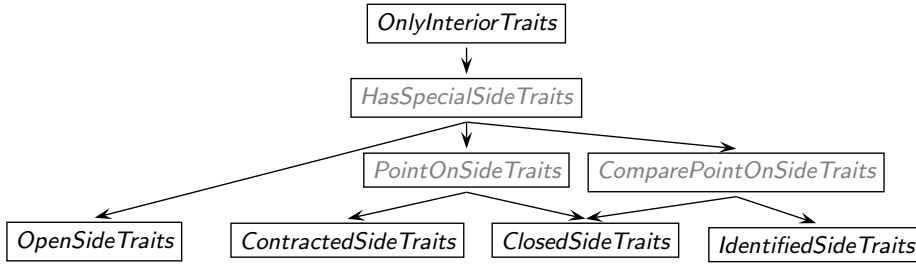 OnlyInteriorTraits
HasSpecialSideTraits
PointOnSideTraits
ComparePointOnSideTraits
OpenSideTraits
ContractedSideTraits
ClosedSideTraits
IdentifiedSideTraits